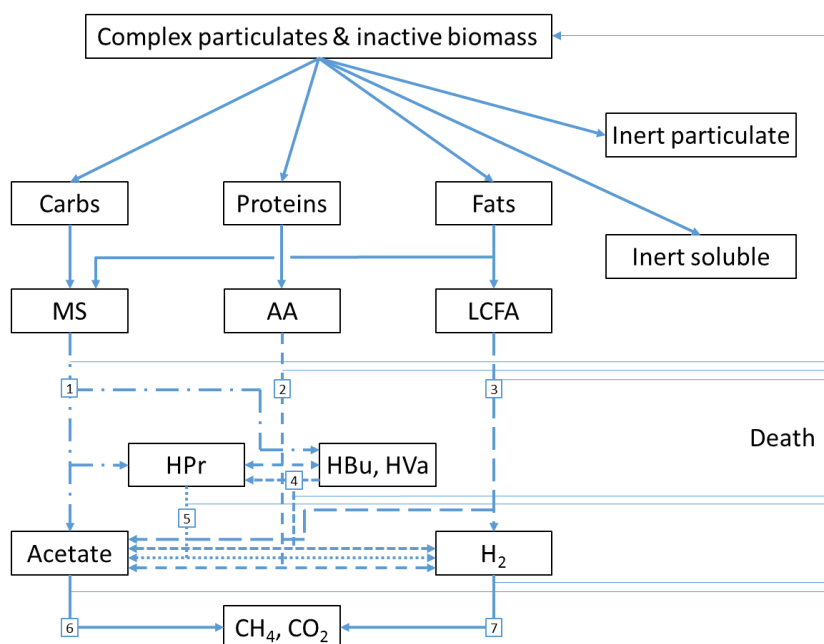 Complex particulates & inactive biomass
Inert particulate
Carbs
Proteins
Fats
Inert soluble
MS
AA
LCFA
1
2
3
Death
HPr
HBu, HVa
4
5
Acetate
H₂
6
CH₄, CO₂
7